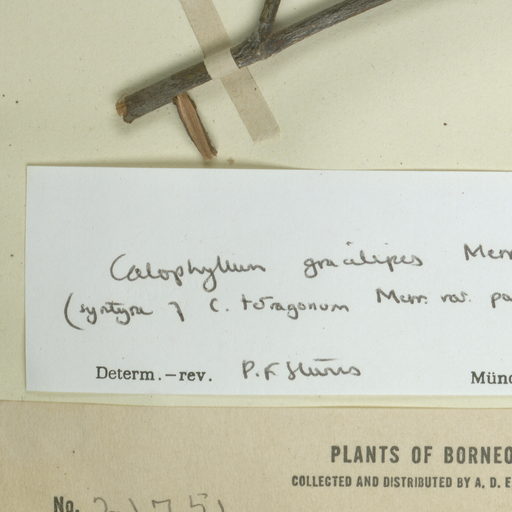 Calophyllum gracilipes Merr
(syntype of C. tetragonum Merr. var. pa
Determ.—rev. P.F. Stevens Münc
PLANTS OF BORNEO
COLLECTED AND DISTRIBUTED BY A. D. E
No. 21751